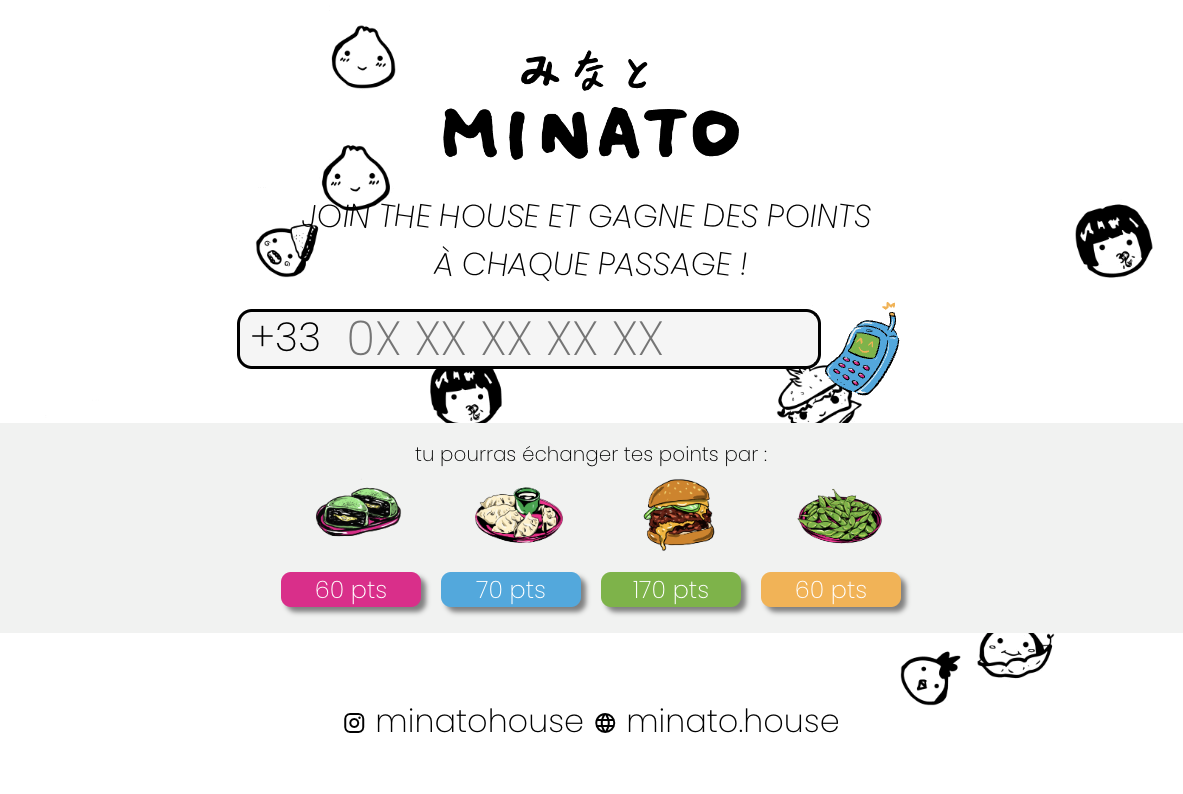 みなと
MINATO
JOIN THE HOUSE ET GAGNE DES POINTS
À CHAQUE PASSAGE !
+33 0X XX XX XX XX
tu pourras échanger tes points par :
60 pts 70 pts 170 pts 60 pts
minatohouse minato.house